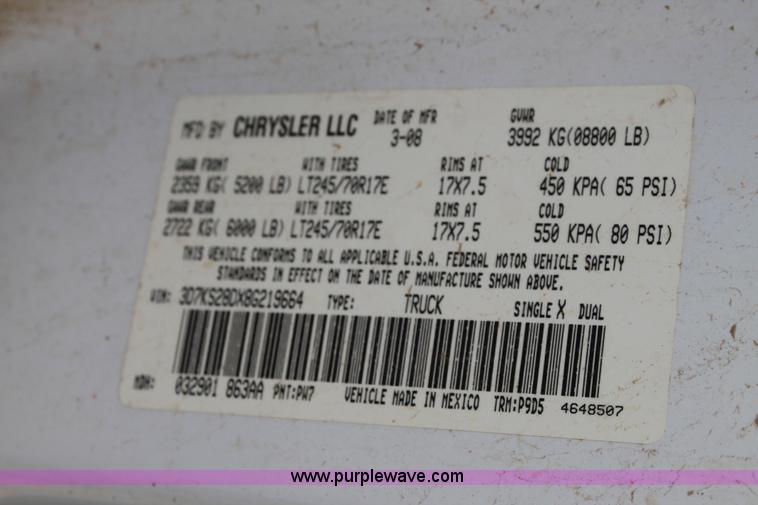 MFD BY CHRYSLER LLC DATE OF MFR 3-08 GVWR 3992 KG(08800 LB)
GAWR FRONT WITH TIRES RIMS AT COLD
2359 KG( 5200 LB) LT245/70R17E 17X7.5 450 KPA( 65 PSI)
GAWR REAR WITH TIRES RIMS AT COLD
2722 KG( 6000 LB) LT245/70R17E 17X7.5 550 KPA( 80 PSI)
THIS VEHICLE CONFORMS TO ALL APPLICABLE U.S.A. FEDERAL MOTOR VEHICLE SAFETY
STANDARDS IN EFFECT ON THE DATE OF MANUFACTURE SHOWN ABOVE.
VIN: 3D7KS28DX8G219664 TYPE: TRUCK SINGLE X DUAL
MDH: 032901 863AA PNT:PW7 VEHICLE MADE IN MEXICO TRM:P9D5 4648507
www.purplewave.com